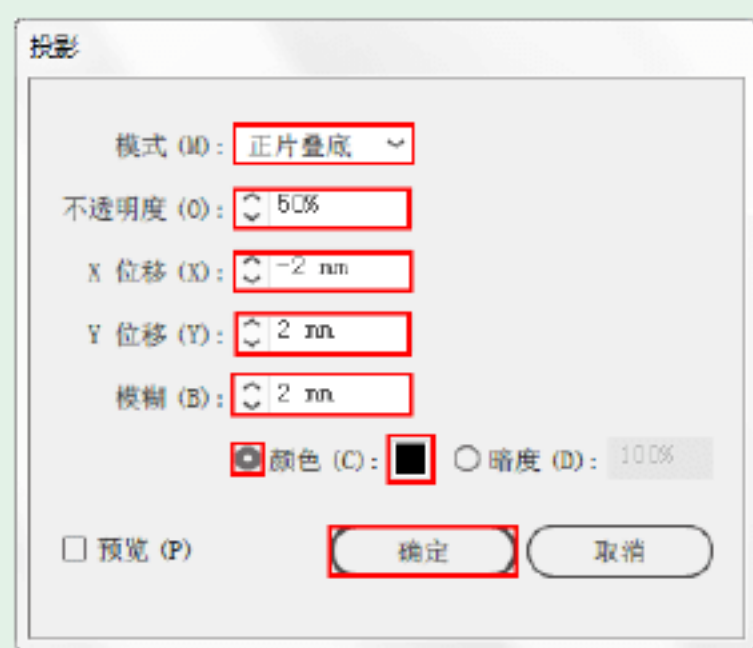 投影
模式 (M): 正片叠底
不透明度 (O): 50%
X 位移 (X): -2 mm
Y 位移 (Y): 2 mm
模糊 (B): 2 mm
颜色 (C): 暗度 (D): 100%
预览 (P) 确定 取消